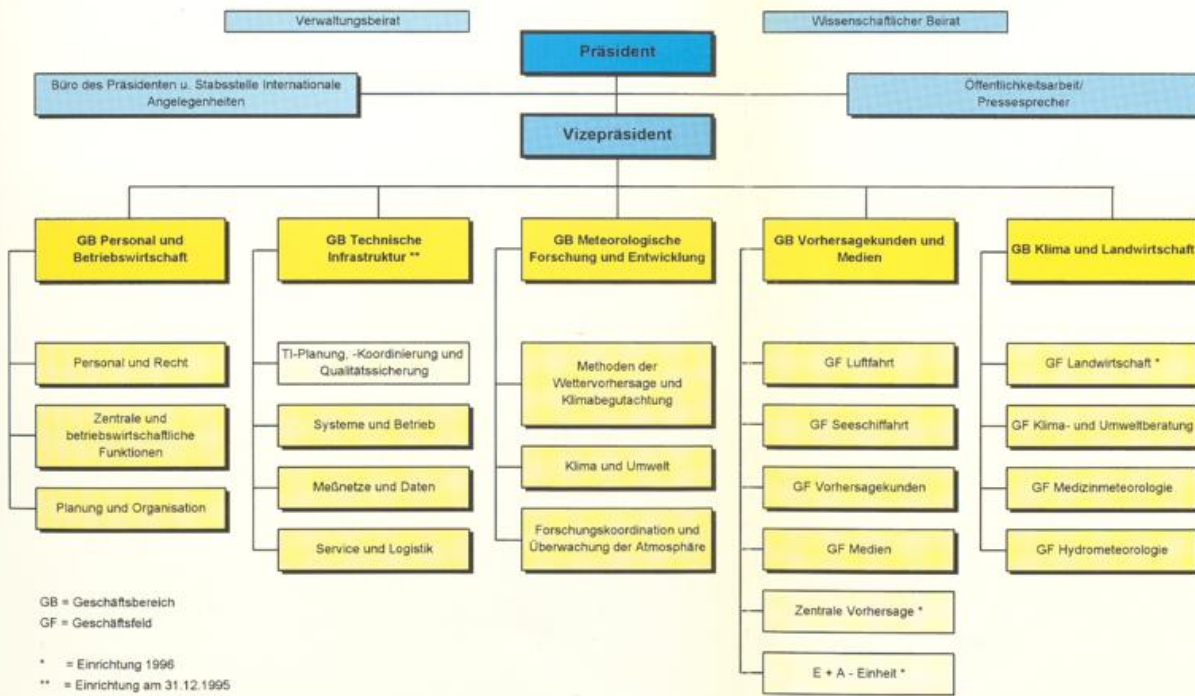 Verwaltungsbeirat
Wissenschaftlicher Beirat
Präsident
Büro des Präsidenten u. Stabsstelle Internationale
Angelegenheiten
Öffentlichkeitsarbeit/
Pressesprecher
Vizepräsident
GB Personal und
Betriebswirtschaft
Personal und Recht
Zentrale und
betriebswirtschaftliche
Funktionen
Planung und Organisation
GB Technische
Infrastruktur **
TI-Planung, -Koordinierung und
Qualitätssicherung
Systeme und Betrieb
Meßnetze und Daten
Service und Logistik
GB Meteorologische
Forschung und Entwicklung
Methoden der
Wettervorhersage und
Klimabegutachtung
Klima und Umwelt
Forschungskoordination und
Überwachung der Atmosphäre
GB Vorhersagekunden und
Medien
GF Luftfahrt
GF Seeschiffahrt
GF Vorhersagekunden
GF Medien
Zentrale Vorhersage *
E + A - Einheit *
GB Klima und Landwirtschaft
GF Landwirtschaft *
GF Klima- und Umweltberatung
GF Medizinmeteorologie
GF Hydrometeorologie
GB = Geschäftsbereich
GF = Geschäftsfeld
* = Einrichtung 1996
** = Einrichtung am 31.12.1995